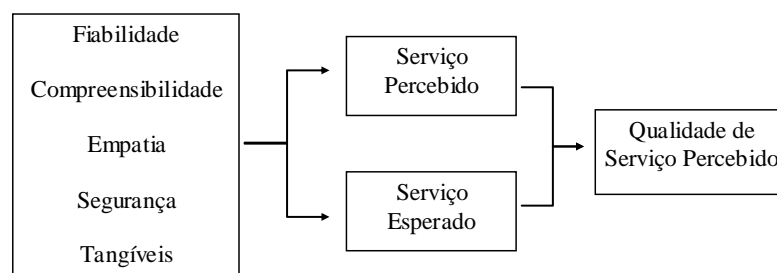 Fiabilidade
Compreensibilidade
Empatia
Segurança
Tangíveis
Serviço
Percebido
Serviço
Esperado
Qualidade de
Serviço Percebido